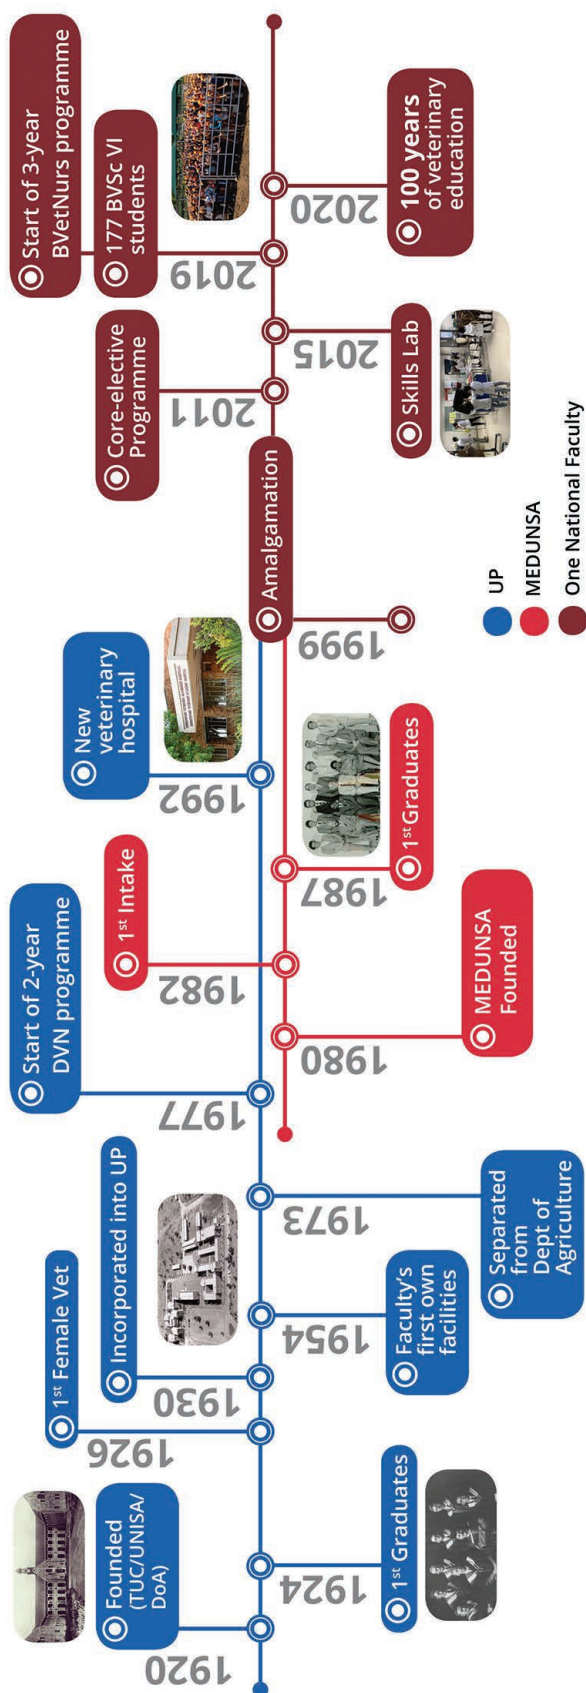 1920
Founded
(TUC/UNISA/
DoA)
1924
1st Graduates
1926
1st Female Vet
1930
Incorporated into UP
1954
Faculty's
first own
facilities
1973
Separated
from
Dept of
Agriculture
1977
Start of 2-year
DVN programme
1980
MEDUNSA
Founded
1982
1st Intake
1987
1st Graduates
1992
New
veterinary
hospital
1999
Amalgamation
2011
Core-elective
Programme
2015
Skills Lab
2019
Start of 3-year
BVetNurs programme
177 BVSc VI
students
2020
100 years
of veterinary
education
UP
MEDUNSA
One National Faculty